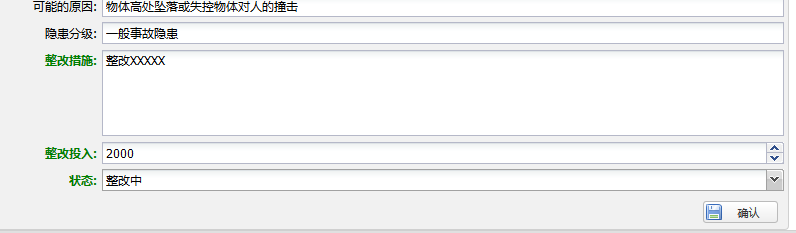 可能的原因: 物体高处坠落或失控物体对人的撞击
隐患分级: 一般事故隐患
整改措施: 整改XXXXX
整改投入: 2000
状态: 整改中
确认